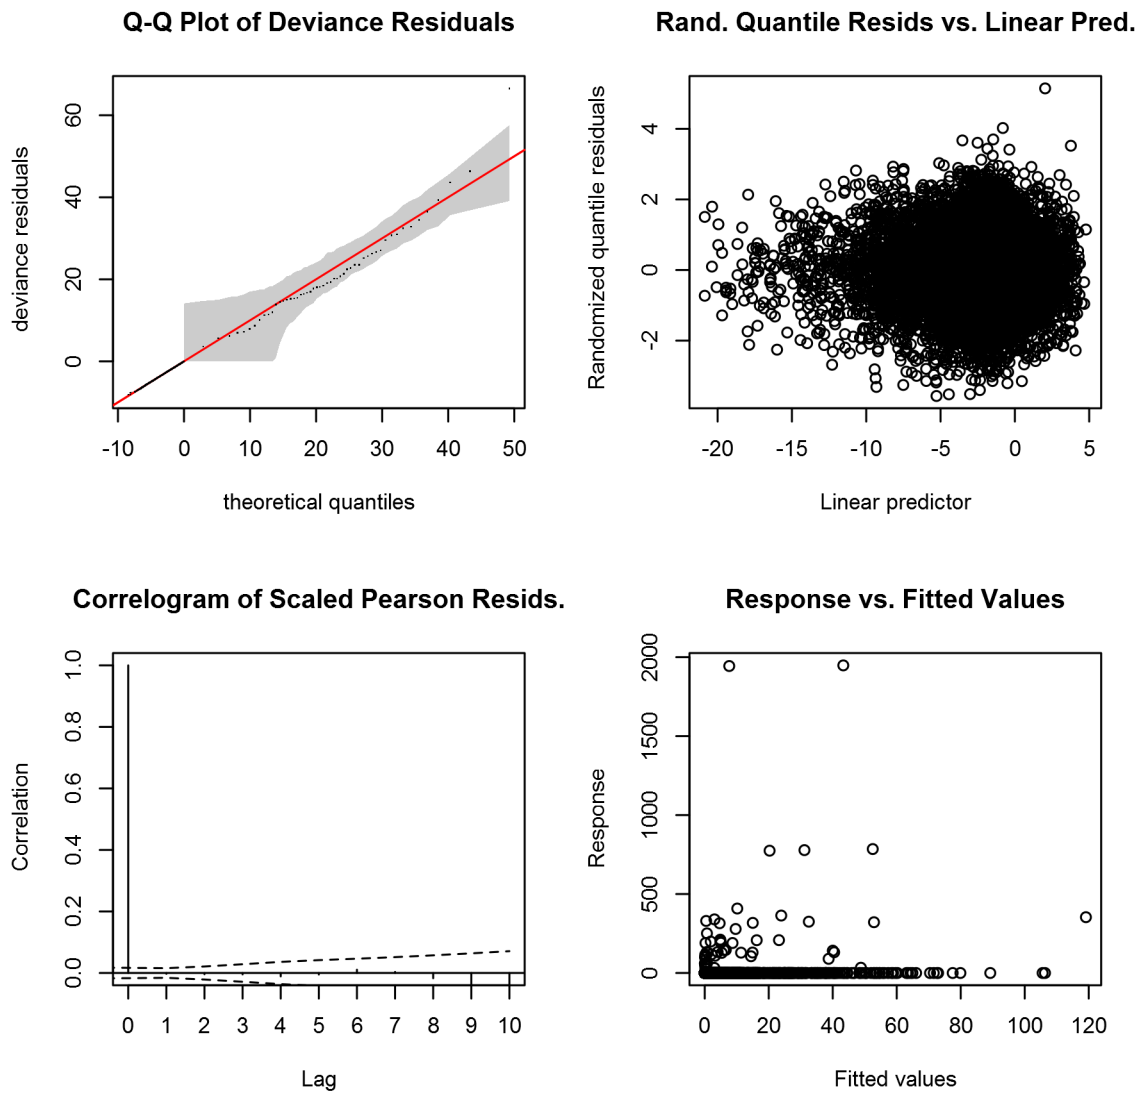 Q-Q Plot of Deviance Residuals
deviance residuals
60
40
20
0
-10 0 10 20 30 40 50
theoretical quantiles
Rand. Quantile Resids vs. Linear Pred.
Randomized quantile residuals
4
2
0
-2
-20 -15 -10 -5 0 5
Linear predictor
Correlogram of Scaled Pearson Resids.
Correlation
1.0
0.8
0.6
0.4
0.2
0.0
0 1 2 3 4 5 6 7 8 9 10
Lag
Response vs. Fitted Values
Response
2000
1500
1000
500
0
0 20 40 60 80 100 120
Fitted values